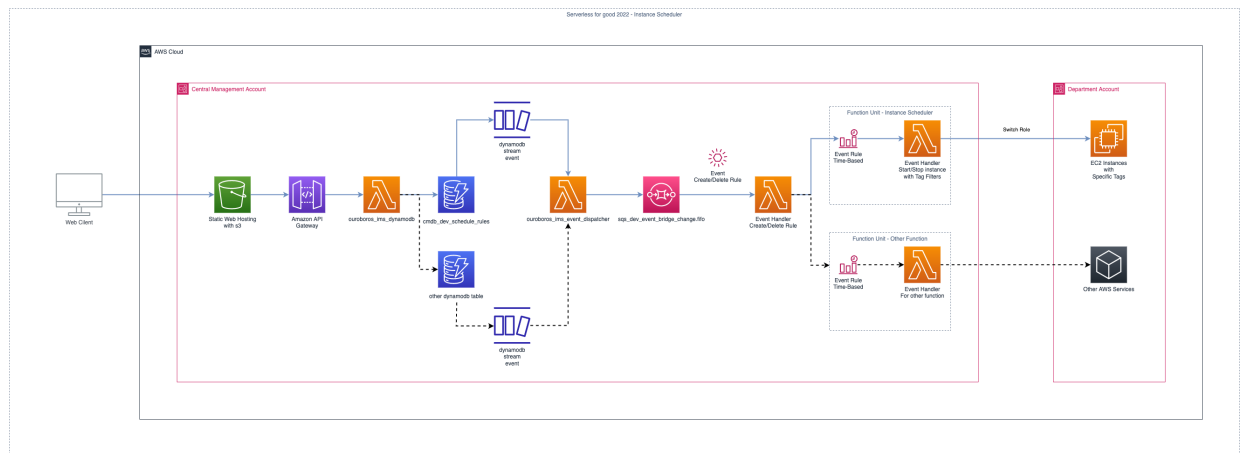 Serverless for good 2022 - Instance Scheduler
AWS Cloud
Central Management Account
Department Account
dynamodb
stream
event
Event
Create/Delete Rule
Function Unit - Instance Scheduler
Event Rule
Time-Based
Event Handler
Start/Stop instance
with Tag Filters
Switch Role
EC2 Instances
with
Specific Tags
Web Client
Static Web Hosting
with s3
Amazon API
Gateway
ouroboros_ims_dynamodb
cmdb_dev_schedule_rules
ouroboros_ims_event_dispatcher
sqs_dev_event_bridge_change.fifo
Event Handler
Create/Delete Rule
other dynamodb table
dynamodb
stream
event
Function Unit - Other Function
Event Rule
Time-Based
Event Handler
For other function
Other AWS Services